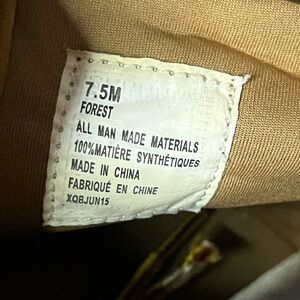 7.5M
FOREST
ALL MAN MADE MATERIALS
100%MATIÈRE SYNTHÉTIQUES
MADE IN CHINA
FABRIQUÉ EN CHINE
XQBJUN15